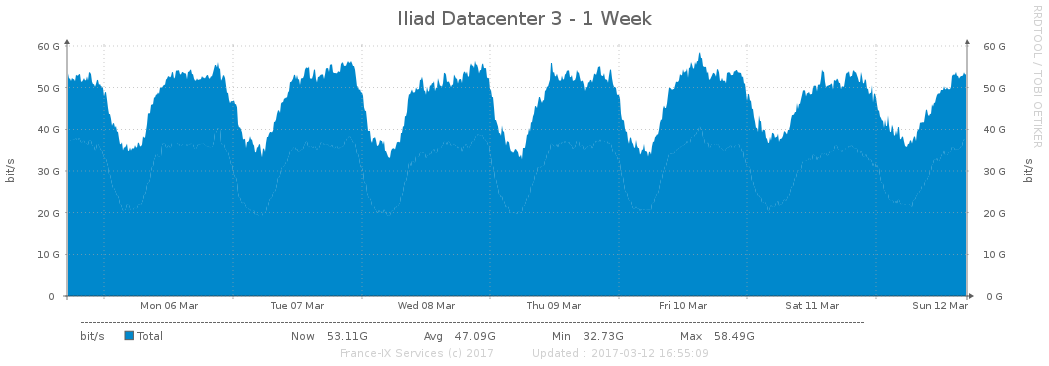 Iliad Datacenter 3 - 1 Week
RRDTOOL / TOBI OETIKER
60 G 60 G
50 G 50 G
40 G 40 G
30 G 30 G
20 G 20 G
10 G 10 G
0 0 G
bit/s bit/s
Mon 06 Mar Tue 07 Mar Wed 08 Mar Thu 09 Mar Fri 10 Mar Sat 11 Mar Sun 12 Mar
bit/s Total Now 53.11G Avg 47.09G Min 32.73G Max 58.49G
France-IX Services (c) 2017 Updated : 2017-03-12 16:55:09